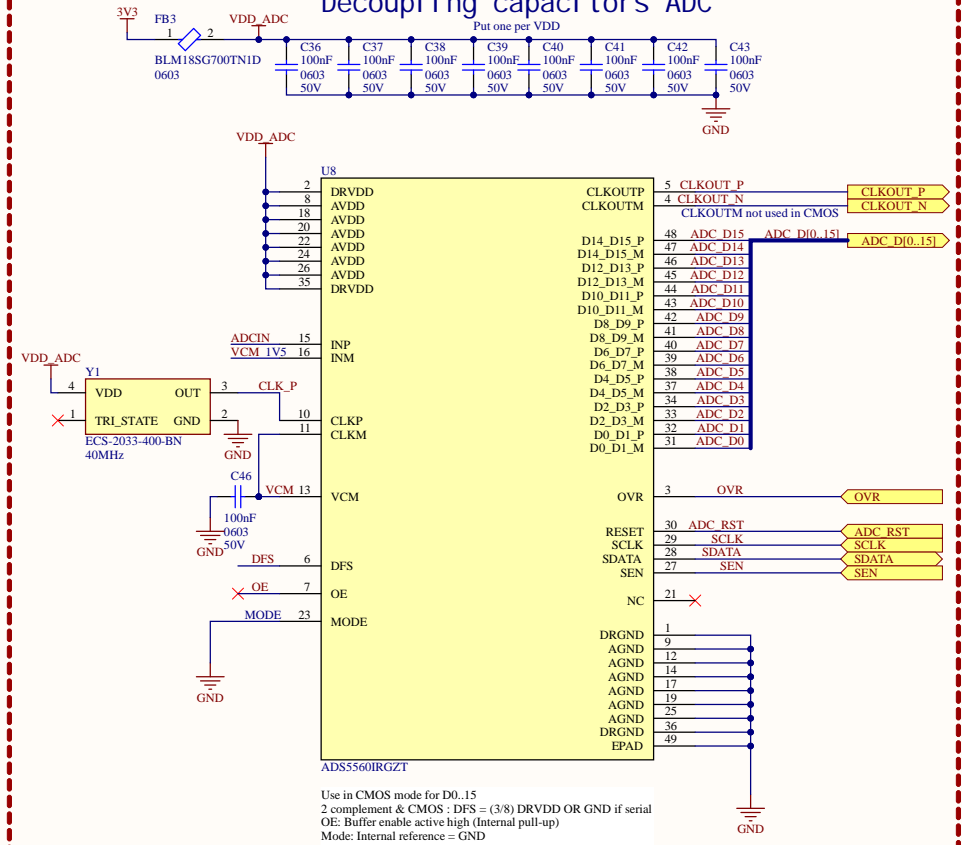 Decoupling capacitors ADC
Put one per VDD
3V3
FB3
VDD_ADC
1
2
BLM18SG700TN1D
0603
C36
100nF
0603
50V
C37
100nF
0603
50V
C38
100nF
0603
50V
C39
100nF
0603
50V
C40
100nF
0603
50V
C41
100nF
0603
50V
C42
100nF
0603
50V
C43
100nF
0603
50V
GND
VDD_ADC
U8
2 DRVDD
8 AVDD
18 AVDD
20 AVDD
22 AVDD
24 AVDD
26 AVDD
35 DRVDD
ADCIN 15 INP
VCM_1V5 16 INM
VDD_ADC
Y1
4 VDD OUT 3 CLK_P
1 TRI_STATE GND 2
ECS-2033-400-BN
40MHz
GND
10 CLKP
11 CLKM
C46
VCM 13 VCM
100nF
0603
50V
GND
DFS 6 DFS
OE 7 OE
MODE 23 MODE
GND
CLKOUTP 5 CLKOUT_P CLKOUT_P
CLKOUTM 4 CLKOUT_N CLKOUT_N
CLKOUTM not used in CMOS
D14_D15_P 48 ADC_D15 ADC_D[0..15] ADC_D[0..15]
D14_D15_M 47 ADC_D14
D12_D13_P 46 ADC_D13
D12_D13_M 45 ADC_D12
D10_D11_P 44 ADC_D11
D10_D11_M 43 ADC_D10
D8_D9_P 42 ADC_D9
D8_D9_M 41 ADC_D8
D6_D7_P 40 ADC_D7
D6_D7_M 39 ADC_D6
D4_D5_P 38 ADC_D5
D4_D5_M 37 ADC_D4
D2_D3_P 34 ADC_D3
D2_D3_M 33 ADC_D2
D0_D1_P 32 ADC_D1
D0_D1_M 31 ADC_D0
OVR 3 OVR OVR
RESET 30 ADC_RST ADC_RST
SCLK 29 SCLK SCLK
SDATA 28 SDATA SDATA
SEN 27 SEN SEN
NC 21
DRGND 1
AGND 9
AGND 12
AGND 14
AGND 17
AGND 19
AGND 25
DRGND 36
EPAD 49
GND
ADS5560IRGZT
Use in CMOS mode for D0..15
2 complement & CMOS : DFS = (3/8) DRVDD OR GND if serial
OE: Buffer enable active high (Internal pull-up)
Mode: Internal reference = GND